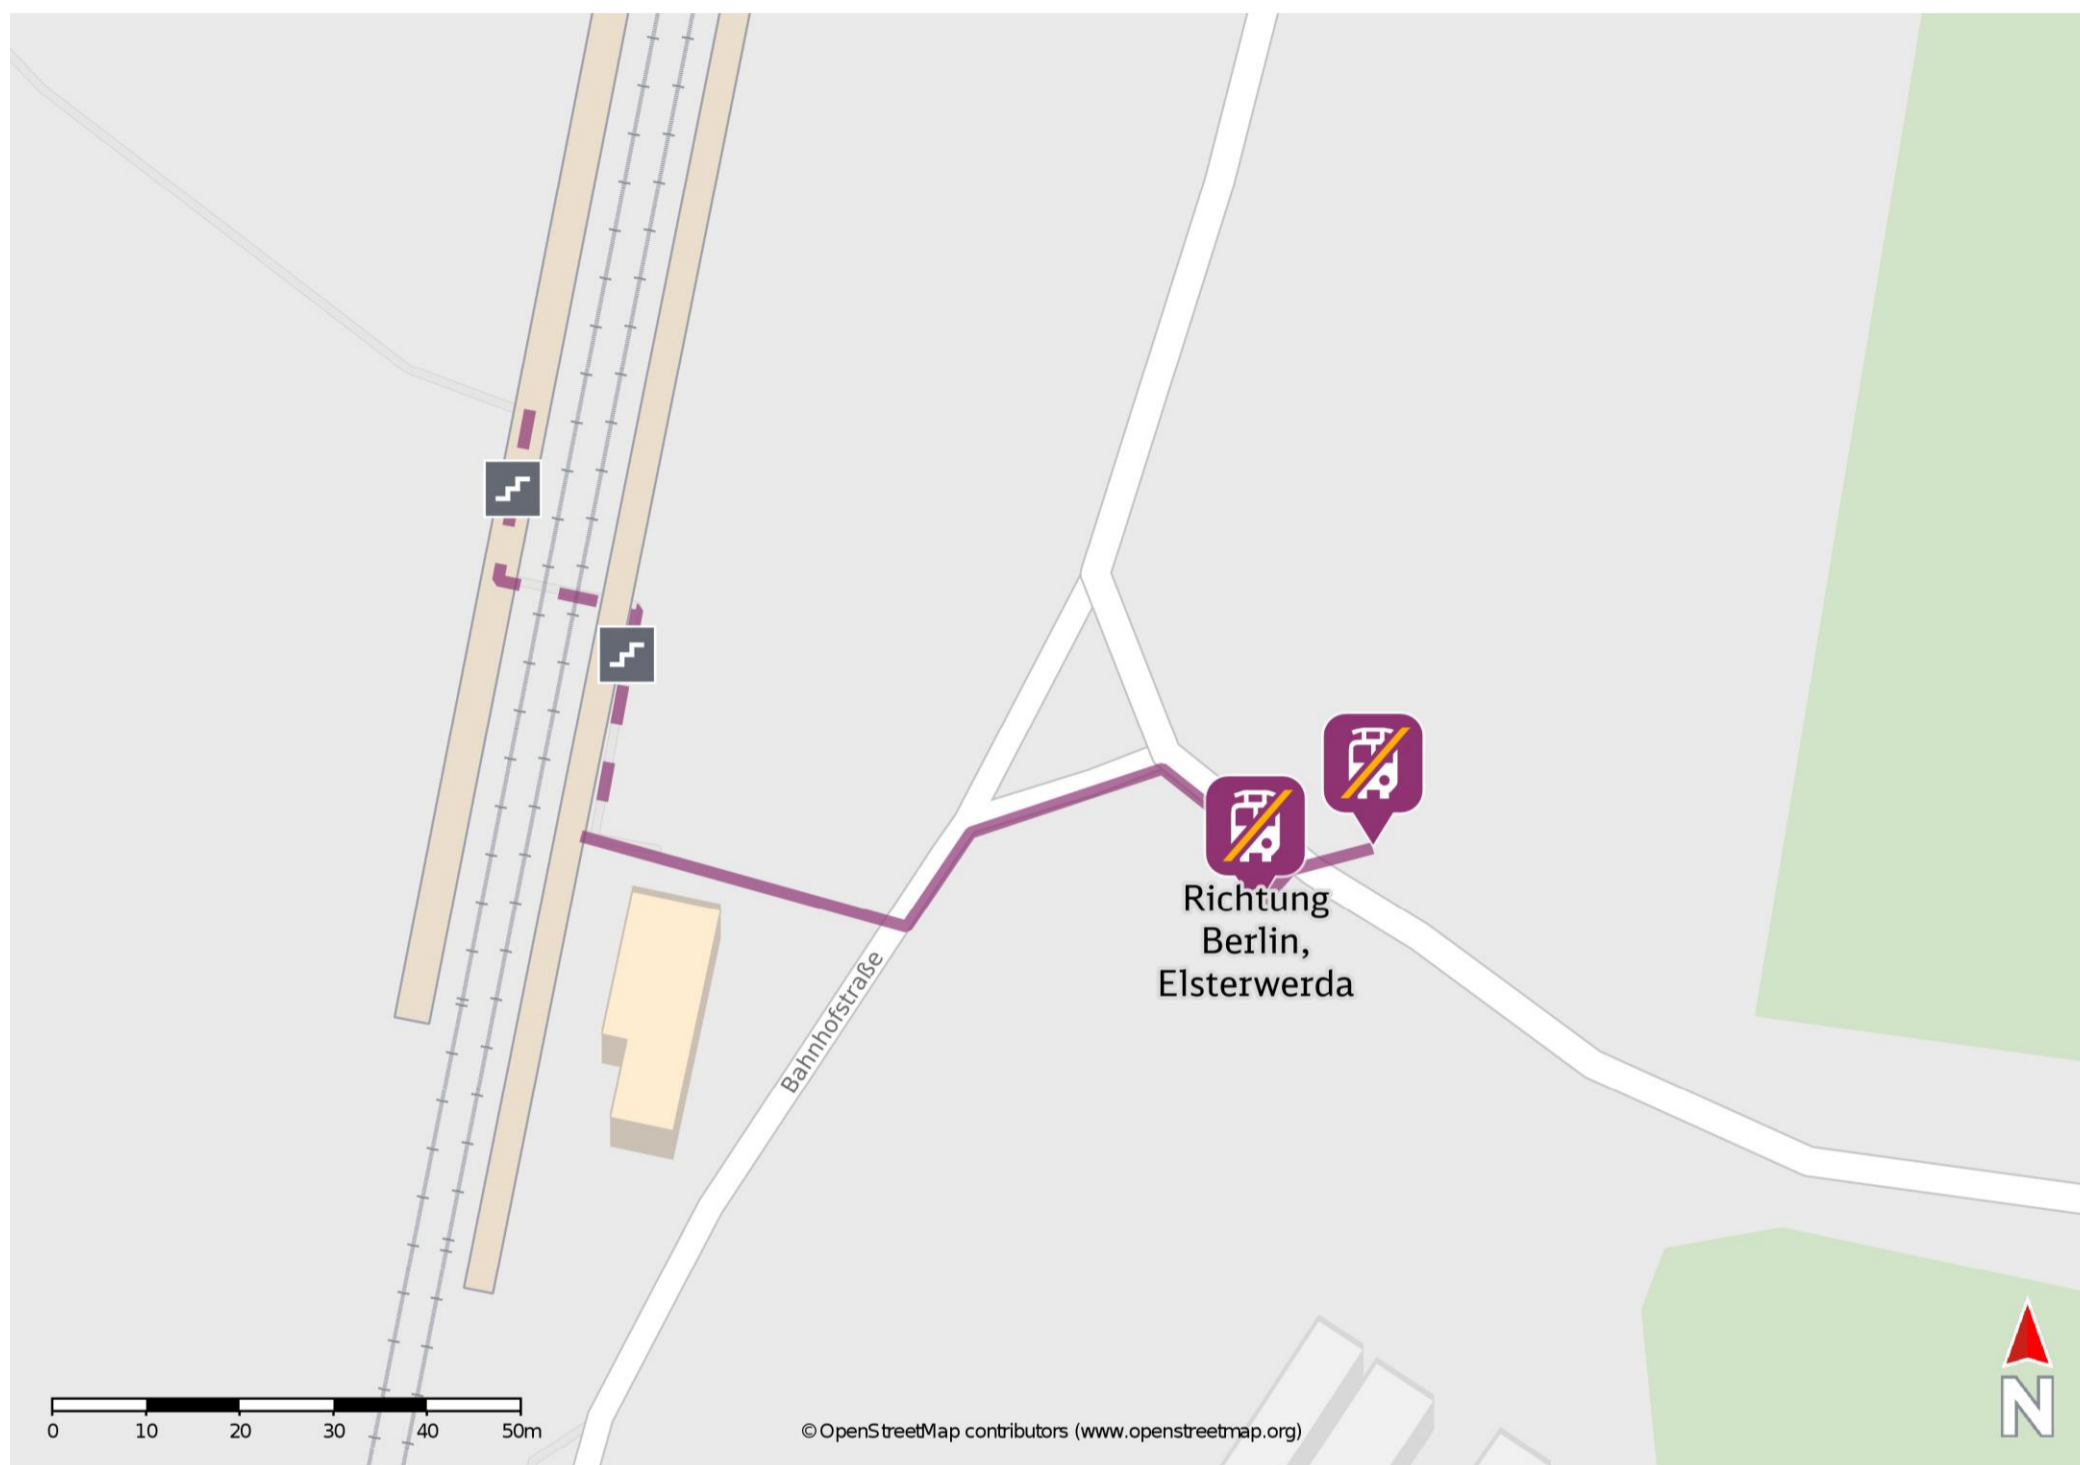 Richtung
Berlin,
Elsterwerda
Bahnhofstraße
0 10 20 30 40 50m
© OpenStreetMap contributors (www.openstreetmap.org)
N